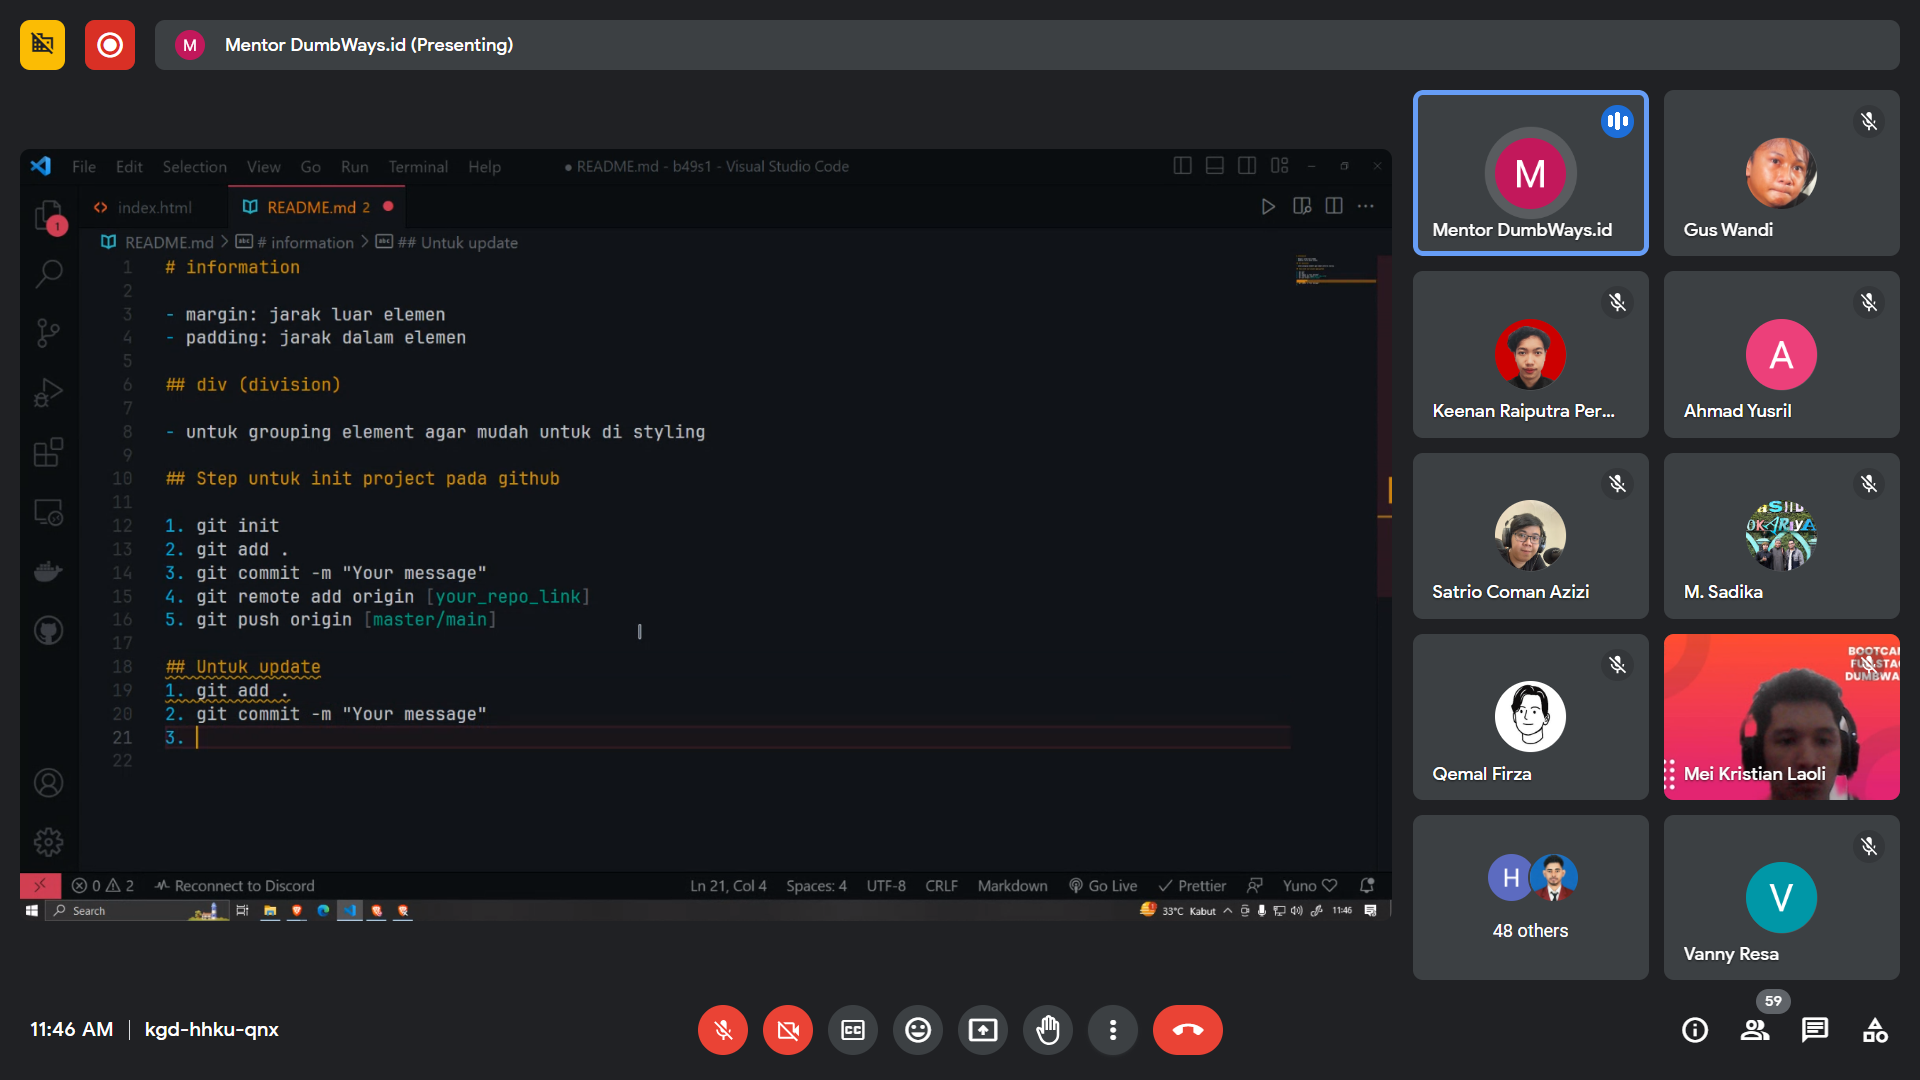 M Mentor DumbWays.id (Presenting)
File Edit Selection View Go Run Terminal Help ● README.md - b49s1 - Visual Studio Code
1
<> index.html README.md 2
README.md > # information > ## Untuk update
1 # information
2
3 - margin: jarak luar elemen
4 - padding: jarak dalam elemen
5
6 ## div (division)
7
8 - untuk grouping element agar mudah untuk di styling
9
10 ## Step untuk init project pada github
11
12 1. git init
13 2. git add .
14 3. git commit -m "Your message"
15 4. git remote add origin [your_repo_link]
16 5. git push origin [master/main]
17
18 ## Untuk update
19 1. git add .
20 2. git commit -m "Your message"
21 3.
22
0 2 Reconnect to Discord Ln 21, Col 4 Spaces: 4 UTF-8 CRLF Markdown Go Live Prettier Yuno
Search 33°C Kabut 11:46
M
Mentor DumbWays.id
Gus Wandi
Keenan Raiputra Per...
A
Ahmad Yusril
Satrio Coman Azizi
M. Sadika
Qemal Firza
Mei Kristian Laoli
H
48 others
V
Vanny Resa
11:46 AM | kgd-hhku-qnx
CC
59